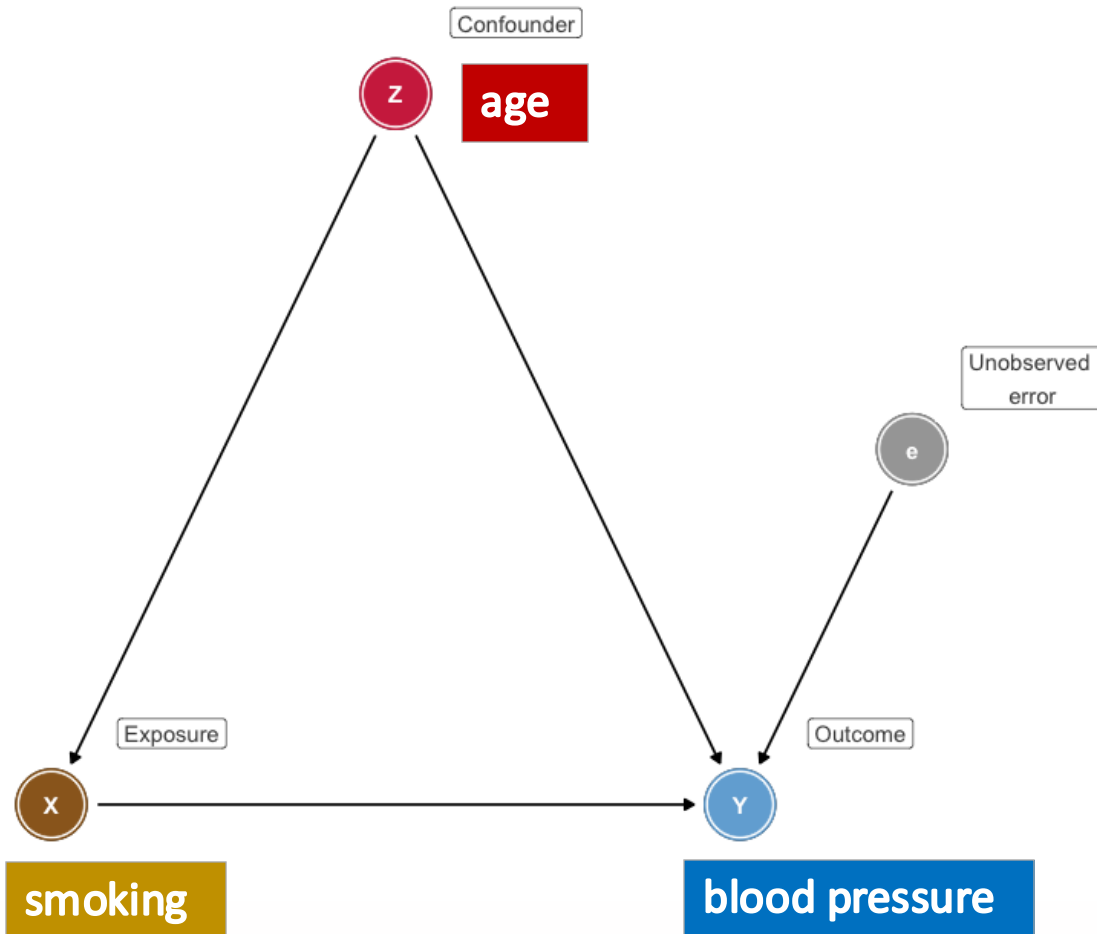 Confounder
Z
age
Unobserved
error
e
Exposure
Outcome
X
Y
smoking
blood pressure